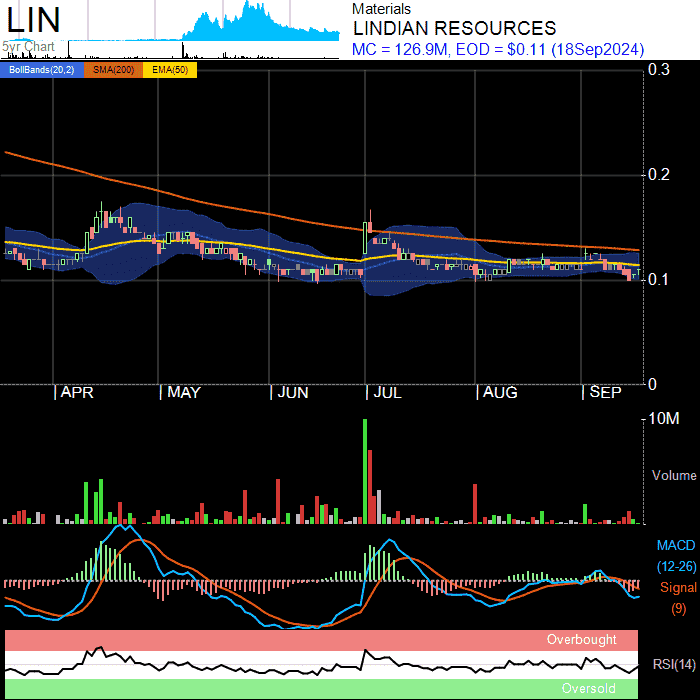 LIN
5yr Chart
Materials
LINDIAN RESOURCES
MC = 126.9M, EOD = $0.11 (18Sep2024)
BollBands(20,2) SMA(200) EMA(50)
0.3
0.2
0.1
0
APR MAY JUN JUL AUG SEP
10M
Volume
MACD
(12-26)
Signal
(9)
Overbought
RSI(14)
Oversold